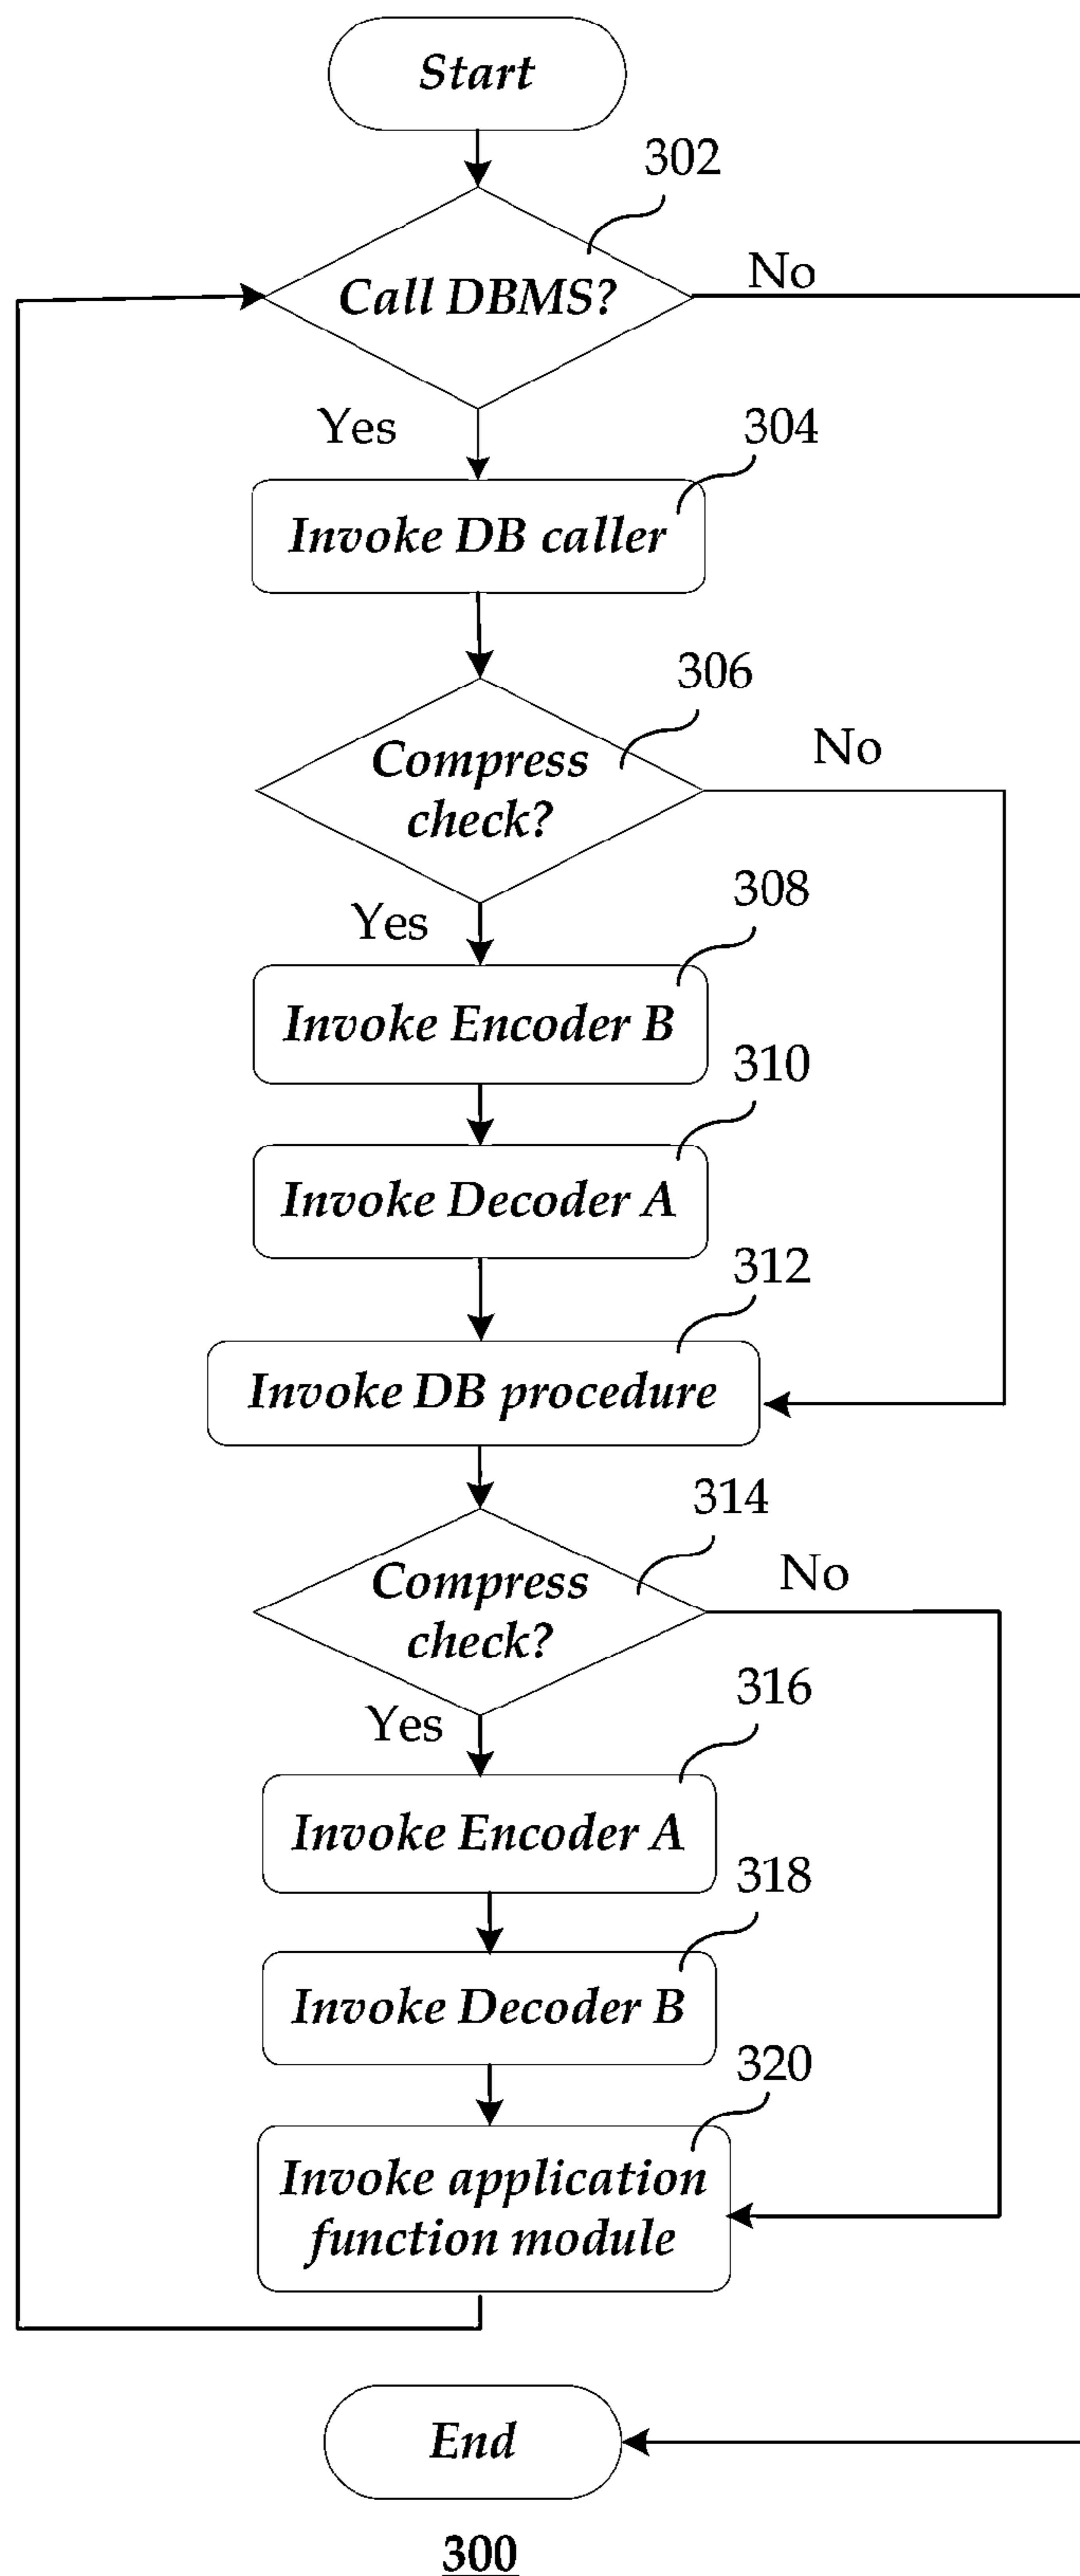 Start
302
Call DBMS?
No
Yes
304
Invoke DB caller
306
Compress
check?
No
Yes
308
Invoke Encoder B
310
Invoke Decoder A
312
Invoke DB procedure
314
Compress
check?
No
Yes
316
Invoke Encoder A
318
Invoke Decoder B
320
Invoke application
function module
End
300